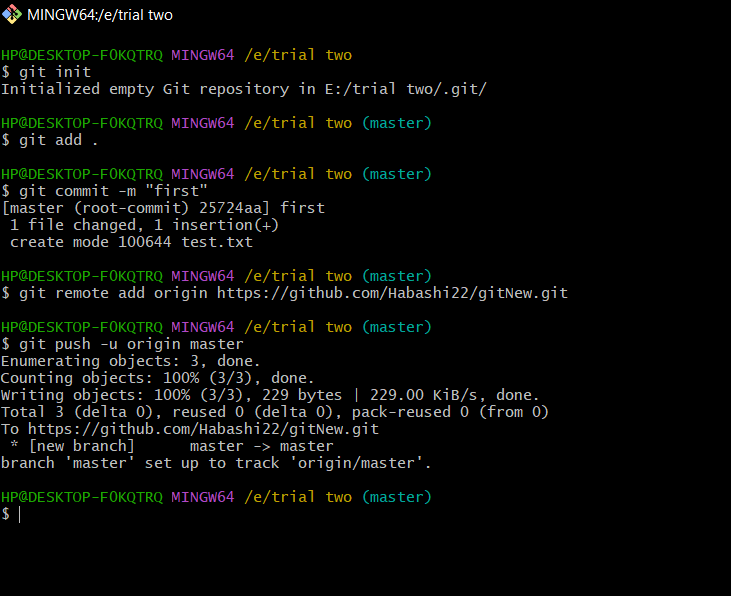 MINGW64:/e/trial two
HP@DESKTOP-F0KQTRQ MINGW64 /e/trial two
$ git init
Initialized empty Git repository in E:/trial two/.git/
HP@DESKTOP-F0KQTRQ MINGW64 /e/trial two (master)
$ git add .
HP@DESKTOP-F0KQTRQ MINGW64 /e/trial two (master)
$ git commit -m "first"
[master (root-commit) 25724aa] first
 1 file changed, 1 insertion(+)
 create mode 100644 test.txt
HP@DESKTOP-F0KQTRQ MINGW64 /e/trial two (master)
$ git remote add origin https://github.com/Habashi22/gitNew.git
HP@DESKTOP-F0KQTRQ MINGW64 /e/trial two (master)
$ git push -u origin master
Enumerating objects: 3, done.
Counting objects: 100% (3/3), done.
Writing objects: 100% (3/3), 229 bytes | 229.00 KiB/s, done.
Total 3 (delta 0), reused 0 (delta 0), pack-reused 0 (from 0)
To https://github.com/Habashi22/gitNew.git
 * [new branch]      master -> master
branch 'master' set up to track 'origin/master'.
HP@DESKTOP-F0KQTRQ MINGW64 /e/trial two (master)
$